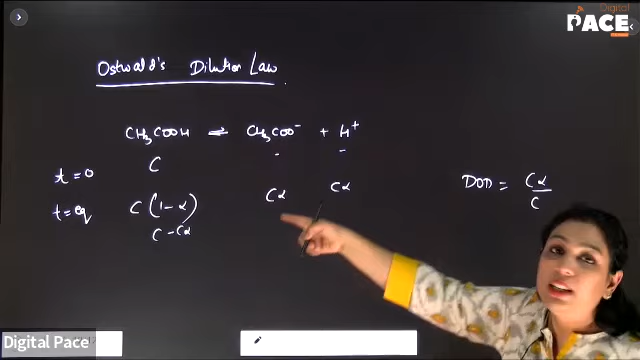 Digital
PACE
Ostwald's Dilution Law
CH3COOH ⇌ CH3COO⁻ + H⁺
t=0 C - -
t=eq C(1-α) Cα Cα
C-Cα
DOD = Cα/C
Digital Pace